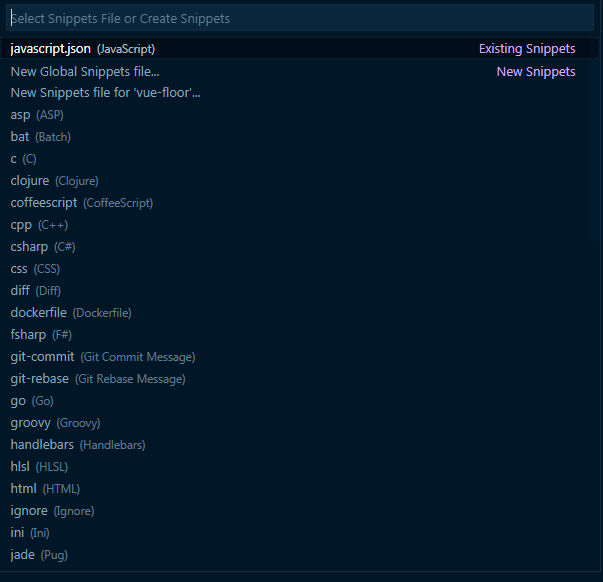 Select Snippets File or Create Snippets
javascript.json (JavaScript) Existing Snippets
New Global Snippets file... New Snippets
New Snippets file for 'vue-floor'...
asp (ASP)
bat (Batch)
c (C)
clojure (Clojure)
coffeescript (CoffeeScript)
cpp (C++)
csharp (C#)
css (CSS)
diff (Diff)
dockerfile (Dockerfile)
fsharp (F#)
git-commit (Git Commit Message)
git-rebase (Git Rebase Message)
go (Go)
groovy (Groovy)
handlebars (Handlebars)
hlsl (HLSL)
html (HTML)
ignore (Ignore)
ini (Ini)
jade (Pug)